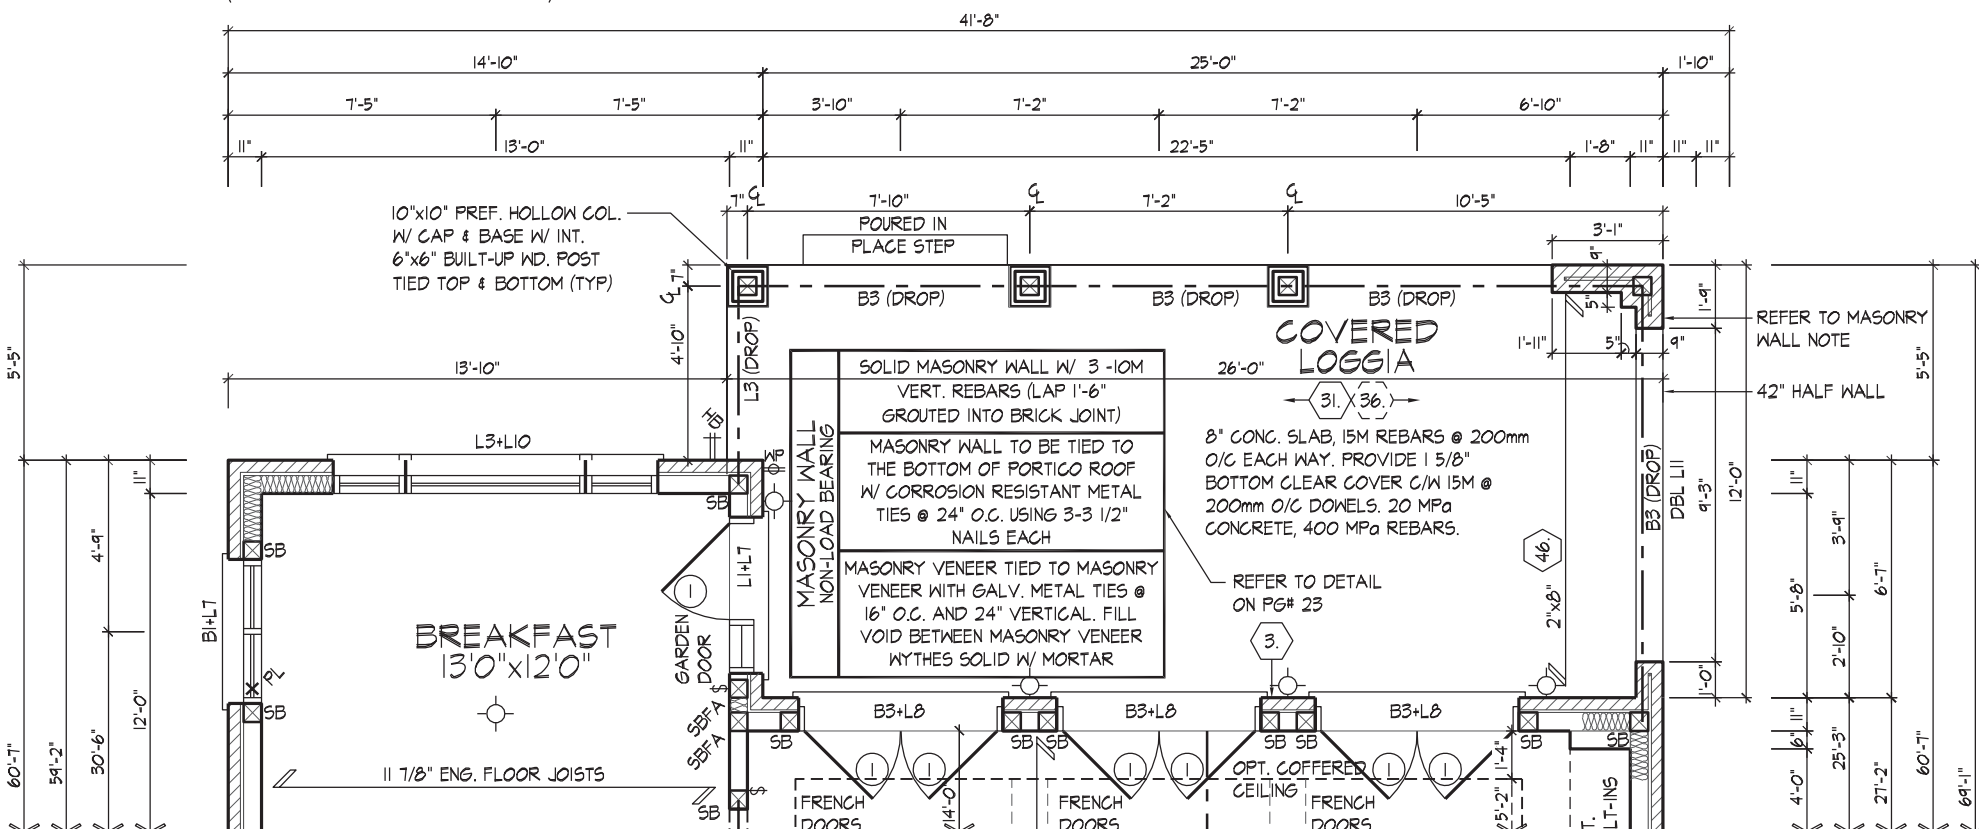 41'-8"
14'-10" 25'-0" 1'-10"
7'-5" 7'-5" 3'-10" 7'-2" 7'-2" 6'-10"
11" 13'-0" 11" 22'-5" 1'-8" 11" 11" 11"
7" ℄ 7'-10" ℄ 7'-2" ℄ 10'-5"
10"x10" PREF. HOLLOW COL.
W/ CAP & BASE W/ INT.
6"x6" BUILT-UP WD. POST
TIED TOP & BOTTOM (TYP)
POURED IN
PLACE STEP
3'-1"
9"
℄ 7"
4'-10"
5"
1'-9"
B3 (DROP) B3 (DROP) B3 (DROP)
L3 (DROP)
COVERED
LOGGIA
31. 36.
1'-11" 5" 9"
REFER TO MASONRY
WALL NOTE
42" HALF WALL
5'-5"
13'-10" 26'-0"
5'-5"
MASONRY WALL
NON-LOAD BEARING
SOLID MASONRY WALL W/ 3 -10M
VERT. REBARS (LAP 1'-6"
GROUTED INTO BRICK JOINT)
MASONRY WALL TO BE TIED TO
THE BOTTOM OF PORTICO ROOF
W/ CORROSION RESISTANT METAL
TIES @ 24" O.C. USING 3-3 1/2"
NAILS EACH
MASONRY VENEER TIED TO MASONRY
VENEER WITH GALV. METAL TIES @
16" O.C. AND 24" VERTICAL. FILL
VOID BETWEEN MASONRY VENEER
WYTHES SOLID W/ MORTAR
8" CONC. SLAB, 15M REBARS @ 200mm
O/C EACH WAY. PROVIDE 1 5/8"
BOTTOM CLEAR COVER C/W 15M @
200mm O/C DOWELS. 20 MPa
CONCRETE, 400 MPa REBARS.
REFER TO DETAIL
ON PG# 23
3.
46.
2"x8"
B3 (DROP)
DBL L11
9'-3"
12'-0"
1'-0"
HB
WP
L3+L10
SB
SB
B1+L7
PL
SB
BREAKFAST
13'0"x12'0"
L1+L7
1
GARDEN
DOOR
$
SBFA
SBFA
11 7/8" ENG. FLOOR JOISTS
SB
$
B3+L8 B3+L8 B3+L8
SB SB SB SB SB SB SB
1 1 1 1 1 1
OPT. COFFERED
CEILING
FRENCH
DOORS
FRENCH
DOORS
FRENCH
DOORS
14'-0"
1'-4"
5'-2"
LT-INS
11"
4'-9"
12'-0"
30'-6"
59'-2"
60'-7"
11"
5'-8"
11"
6"
4'-0"
3'-9"
2'-10"
25'-3"
6'-7"
27'-2"
60'-7"
69'-1"